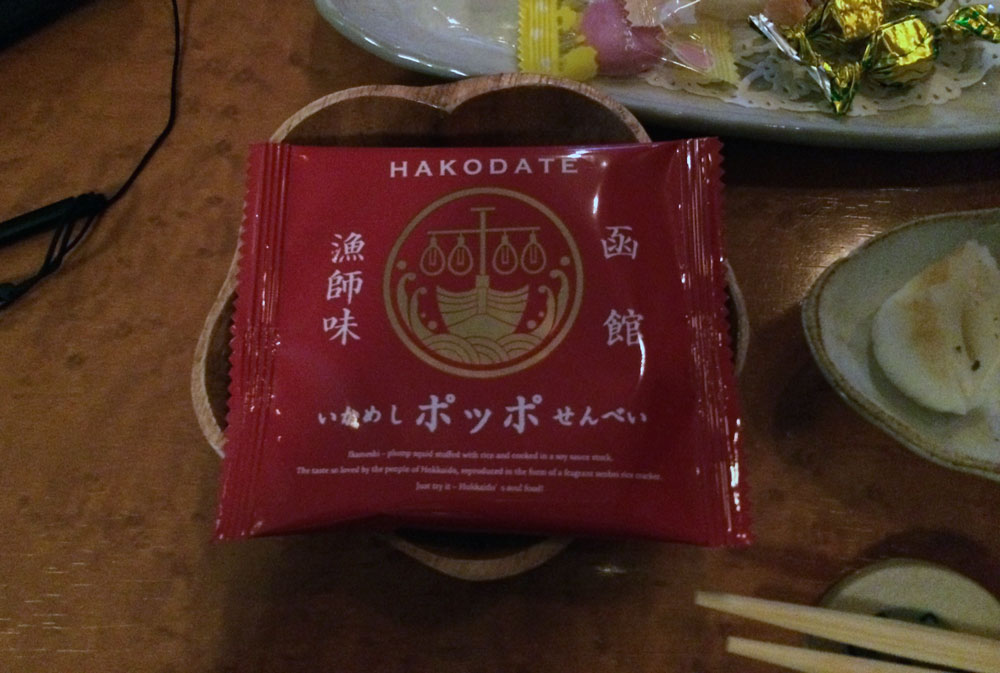 HAKODATE
函館
漁師味
いかめしポッポせんべい
Ikameshi - plump squid stuffed with rice and cooked in a soy sauce stock.
The taste so loved by the people of Hokkaido, reproduced in the form of a fragrant senbei rice cracker.
Just try it - Hokkaido's soul food!